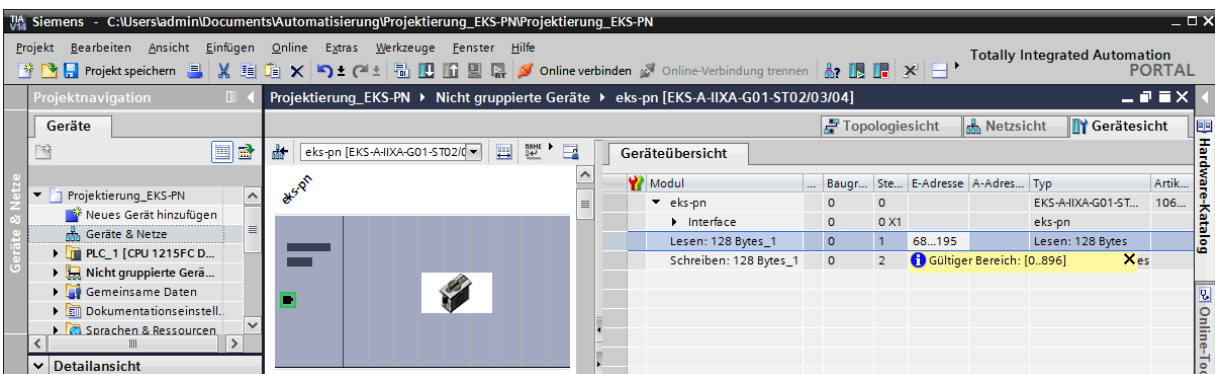 TIA V14 Siemens - C:\Users\admin\Documents\Automatisierung\Projektierung_EKS-PN\Projektierung_EKS-PN
Projekt Bearbeiten Ansicht Einfügen Online Extras Werkzeuge Fenster Hilfe
Projekt speichern Online verbinden Online-Verbindung trennen
Totally Integrated Automation
PORTAL
Projektnavigation
Projektierung_EKS-PN Nicht gruppierte Geräte eks-pn [EKS-A-IIXA-G01-ST02/03/04]
Geräte
Topologiesicht Netzsicht Gerätesicht
eks-pn [EKS-A-IIXA-G01-ST02/0
Geräteübersicht
eks-pn
Modul ... Baugr... Ste... E-Adresse A-Adres... Typ Artik...
eks-pn 0 0 EKS-A-IIXA-G01-ST... 106...
Interface 0 0 X1 eks-pn
Lesen: 128 Bytes_1 0 1 68...195 Lesen: 128 Bytes
Schreiben: 128 Bytes_1 0 2 Gültiger Bereich: [0..896] es
Projektierung_EKS-PN
Neues Gerät hinzufügen
Geräte & Netze
PLC_1 [CPU 1215FC D...
Nicht gruppierte Gerä...
Gemeinsame Daten
Dokumentationseinstell..
Sprachen & Ressourcen
Detailansicht
Geräte & Netze
Hardware-Katalog
Online-Too